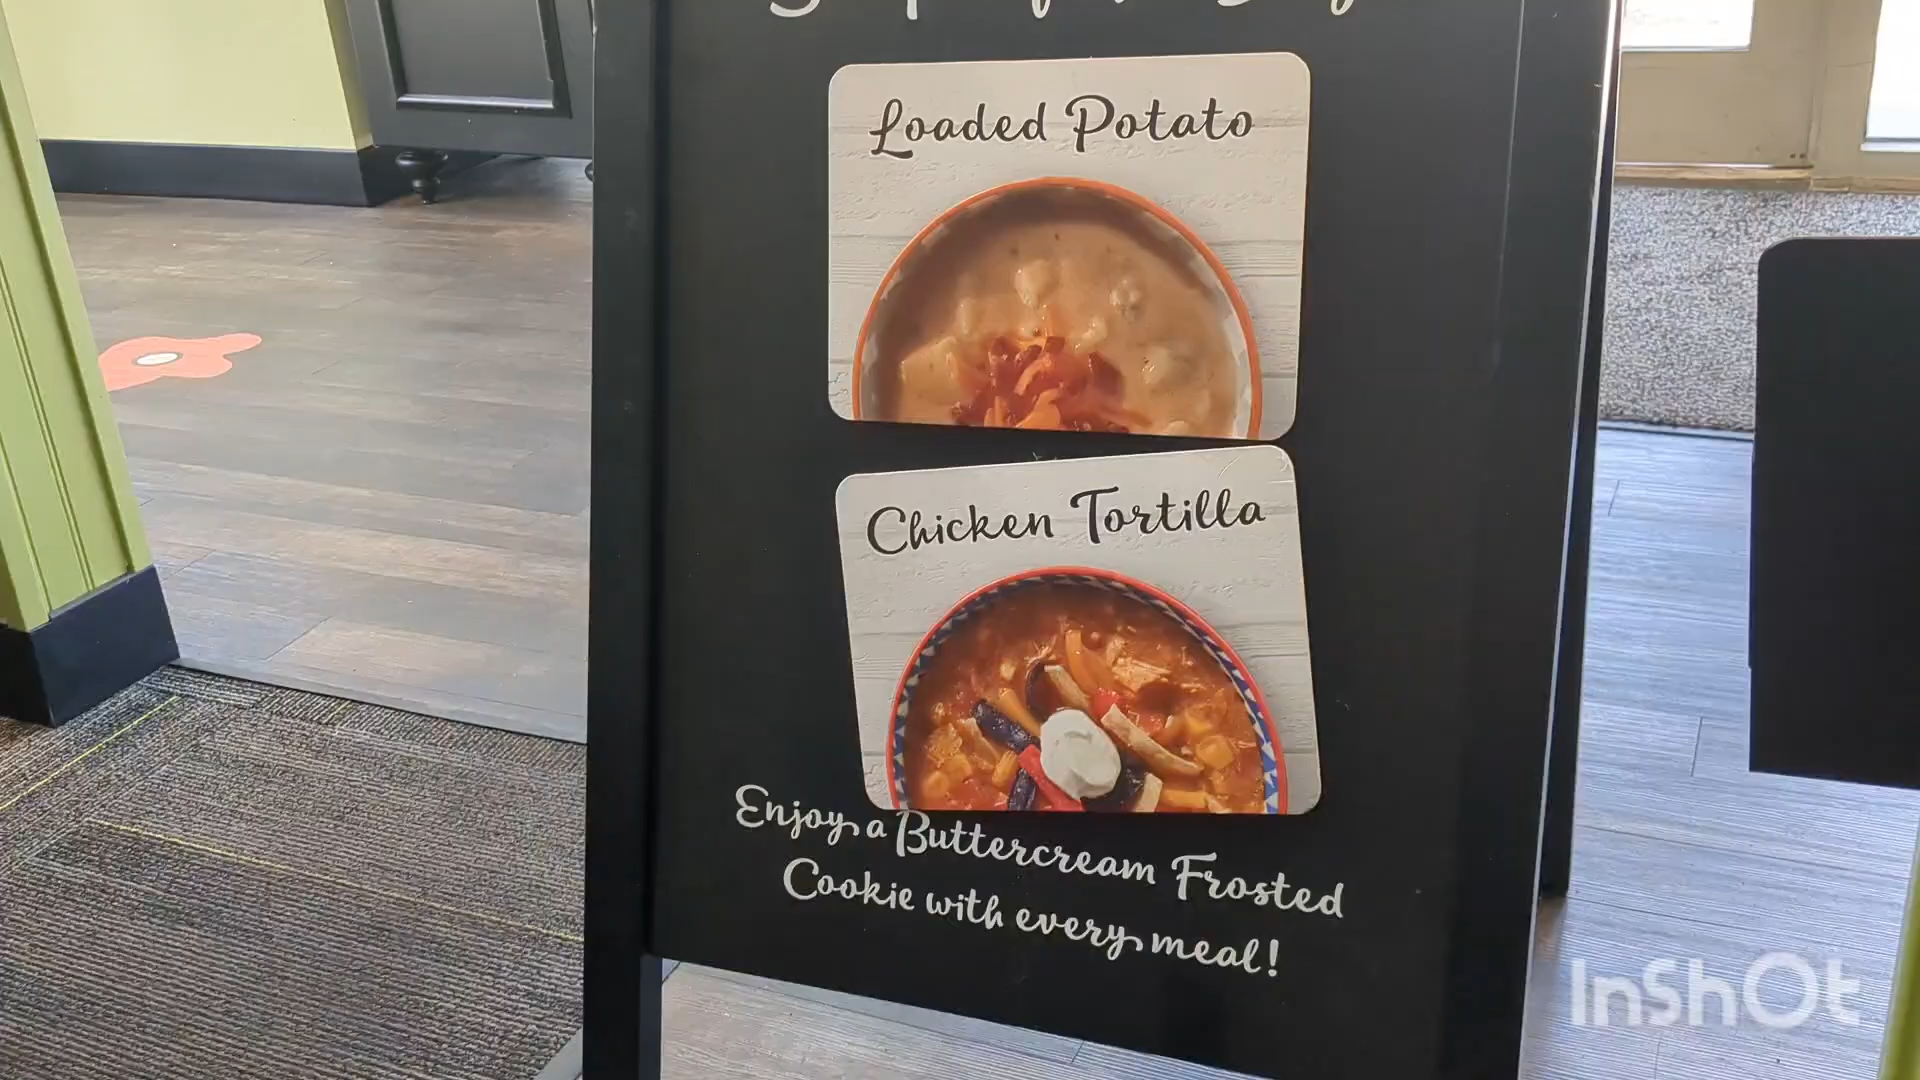 Loaded Potato
Chicken Tortilla
Enjoy a Buttercream Frosted
Cookie with every meal!
InShOt